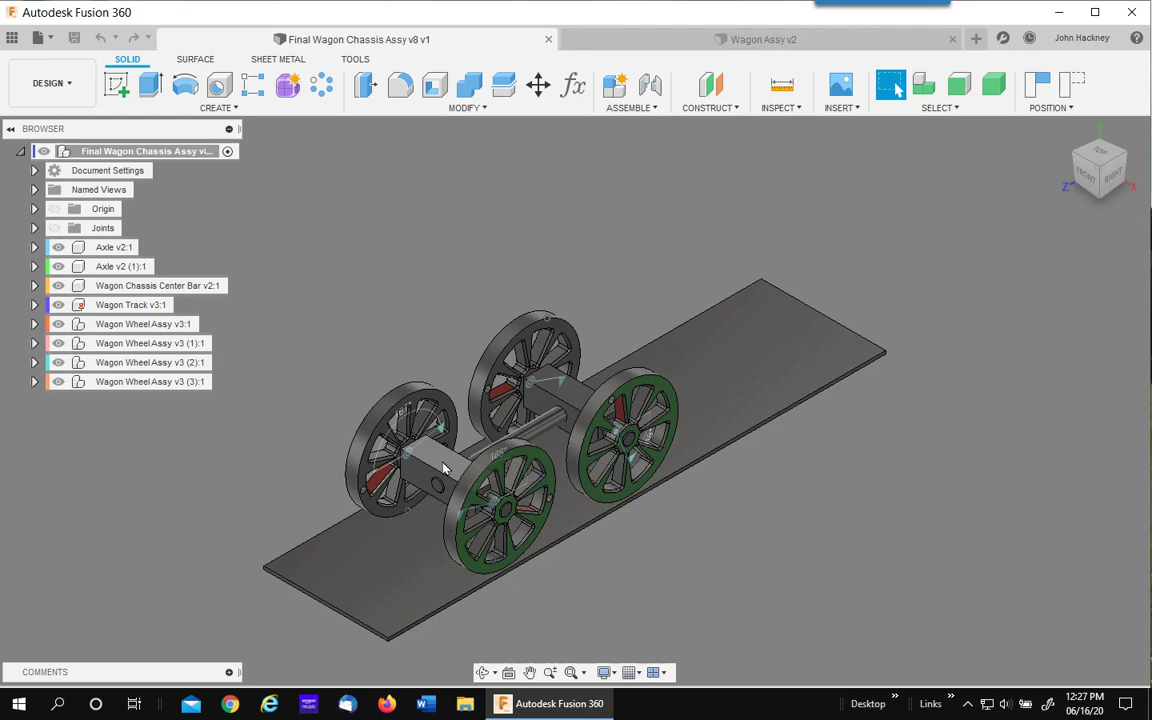 Autodesk Fusion 360
Final Wagon Chassis Assy v8 v1
Wagon Assy v2
John Hackney
SOLID
SURFACE
SHEET METAL
TOOLS
DESIGN
CREATE
MODIFY
ASSEMBLE
CONSTRUCT
INSPECT
INSERT
SELECT
POSITION
BROWSER
Final Wagon Chassis Assy v...
Document Settings
Named Views
Origin
Joints
Axle v2:1
Axle v2 (1):1
Wagon Chassis Center Bar v2:1
Wagon Track v3:1
Wagon Wheel Assy v3:1
Wagon Wheel Assy v3 (1):1
Wagon Wheel Assy v3 (2):1
Wagon Wheel Assy v3 (3):1
Y
TOP
FRONT
RIGHT
Z
X
COMMENTS
Autodesk Fusion 360
Desktop
Links
12:27 PM
06/16/20